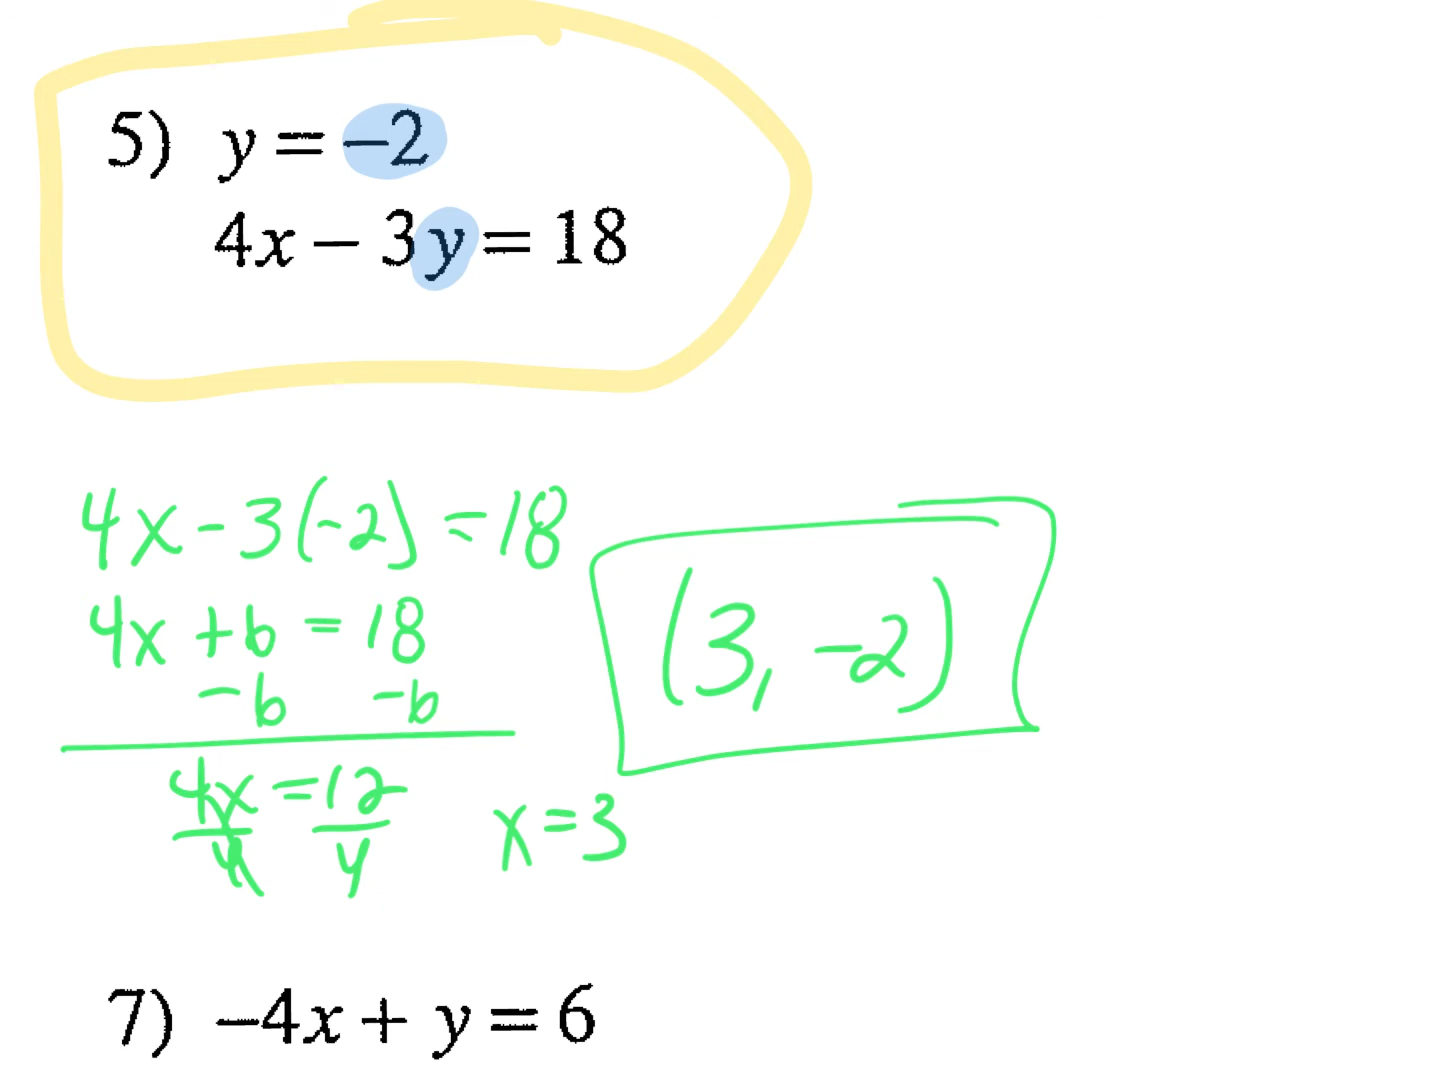 5) y = −2
4x − 3y = 18
4x - 3(-2) = 18
4x + 6 = 18
-6 -6
4x = 12
4 4
x = 3
(3, -2)
7) −4x + y = 6